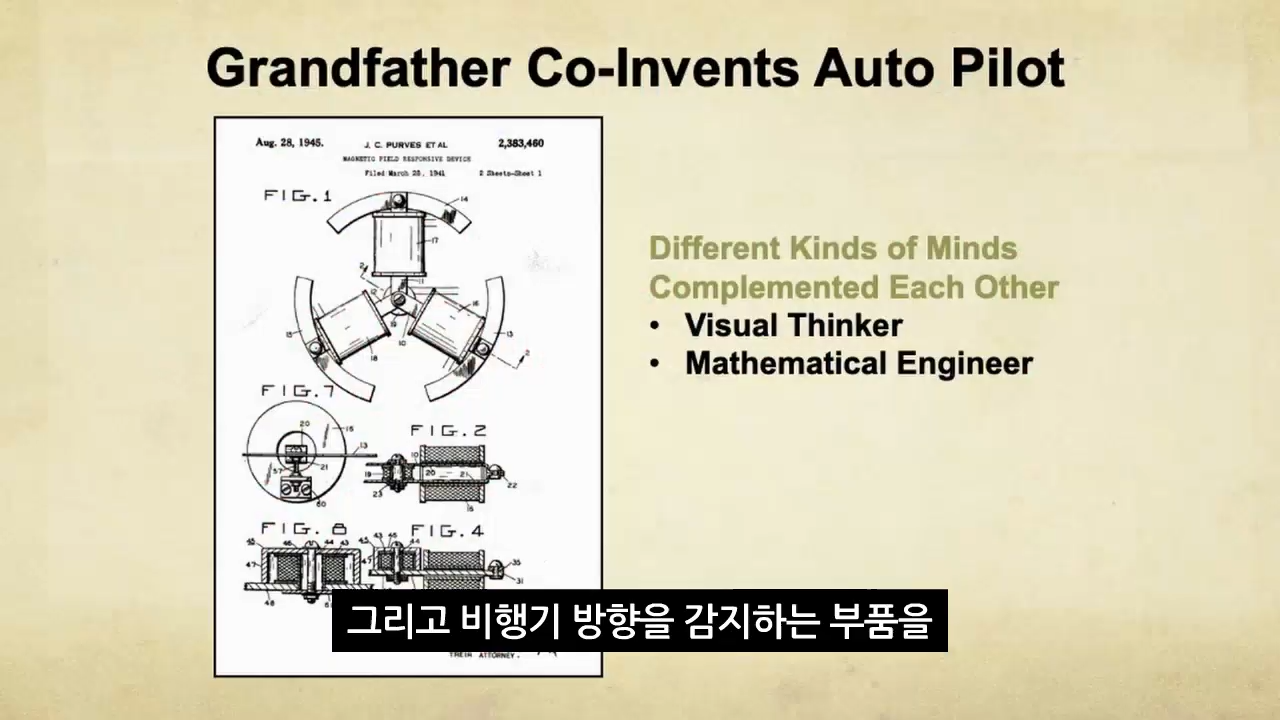 Grandfather Co-Invents Auto Pilot
Aug. 28, 1945.
J. C. PURVES ET AL
2,383,460
MAGNETIC FIELD RESPONSIVE DEVICE
Filed March 28, 1941
2 Sheets-Sheet 1
FIG. 1
Different Kinds of Minds
Complemented Each Other
• Visual Thinker
• Mathematical Engineer
FIG. 7
FIG. 2
FIG. 8
FIG. 4
그리고 비행기 방향을 감지하는 부품을
THEIR ATTORNEY.